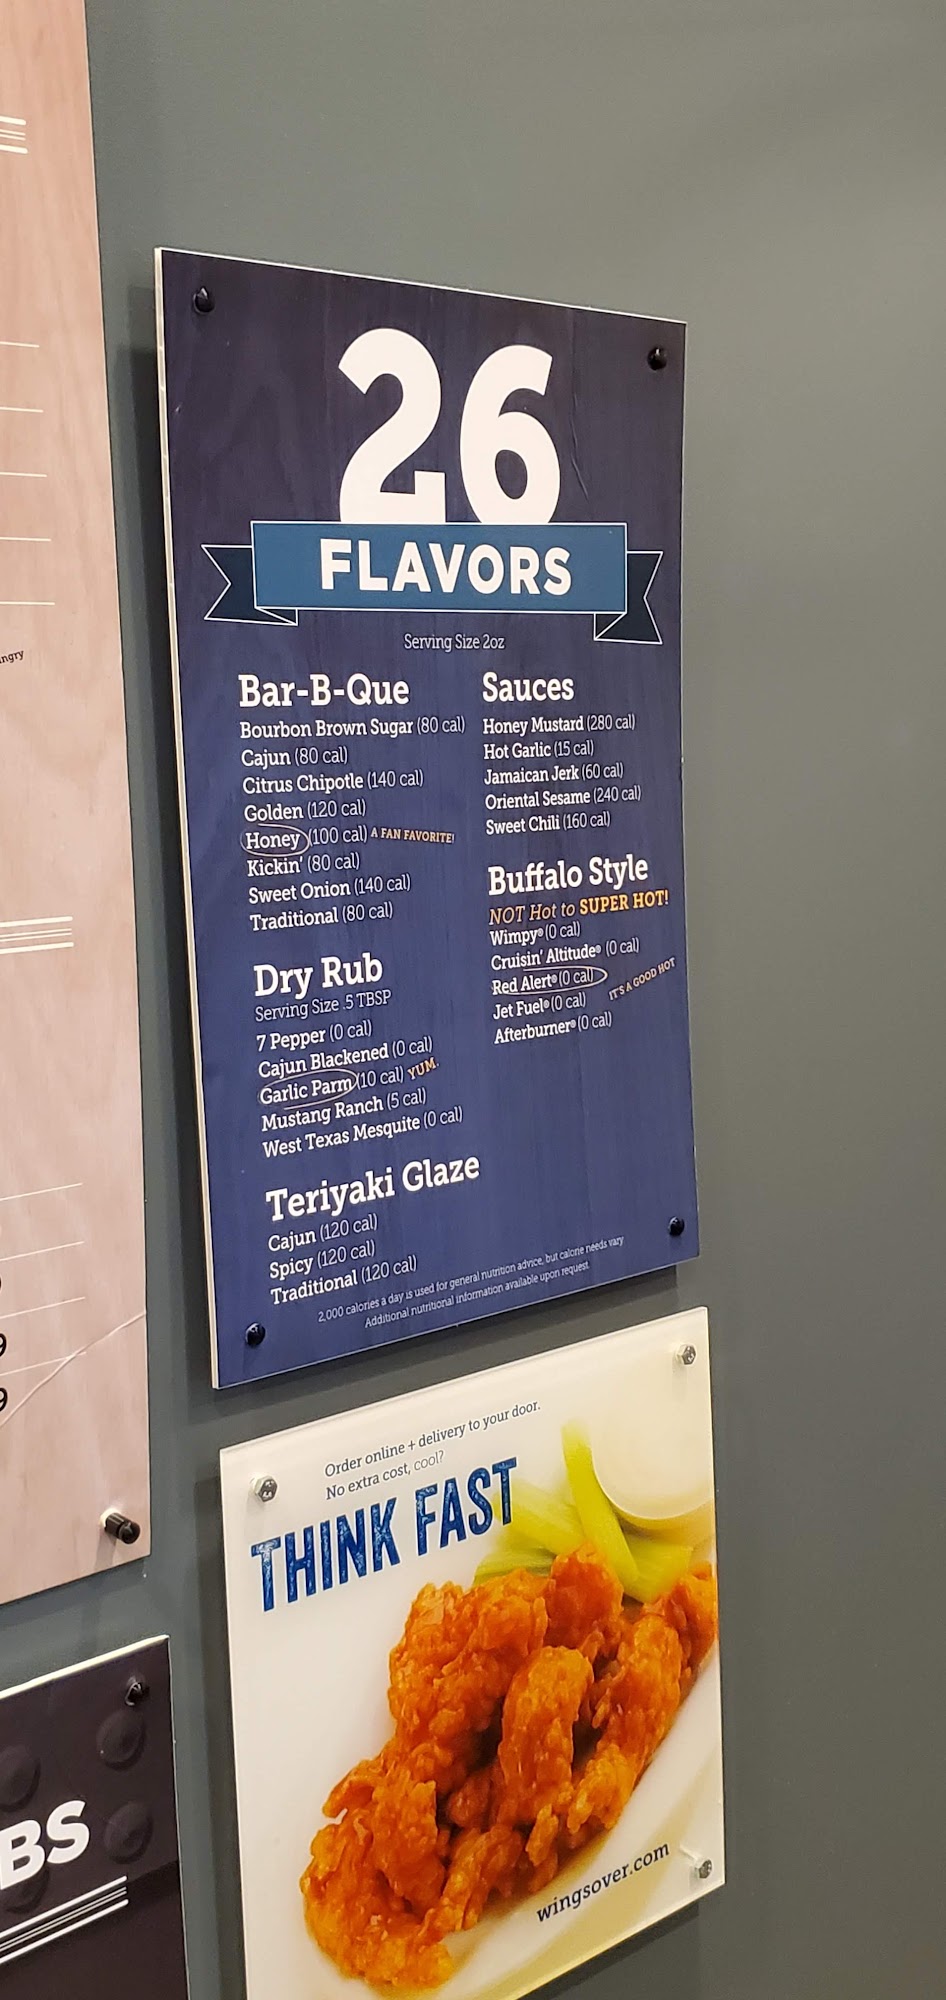 26
FLAVORS
Serving Size 2oz
Bar-B-Que
Bourbon Brown Sugar (80 cal)
Cajun (80 cal)
Citrus Chipotle (140 cal)
Golden (120 cal)
Honey (100 cal) A FAN FAVORITE!
Kickin' (80 cal)
Sweet Onion (140 cal)
Traditional (80 cal)
Dry Rub
Serving Size .5 TBSP
7 Pepper (0 cal)
Cajun Blackened (0 cal)
Garlic Parm (10 cal) YUM.
Mustang Ranch (5 cal)
West Texas Mesquite (0 cal)
Teriyaki Glaze
Cajun (120 cal)
Spicy (120 cal)
Traditional (120 cal)
Sauces
Honey Mustard (280 cal)
Hot Garlic (15 cal)
Jamaican Jerk (60 cal)
Oriental Sesame (240 cal)
Sweet Chili (160 cal)
Buffalo Style
NOT Hot to SUPER HOT!
Wimpy® (0 cal)
Cruisin' Altitude® (0 cal)
Red Alert® (0 cal) IT'S A GOOD HOT
Jet Fuel® (0 cal)
Afterburner® (0 cal)
2,000 calories a day is used for general nutrition advice, but calorie needs vary
Additional nutritional information available upon request.
Order online + delivery to your door.
No extra cost, cool?
THINK FAST
wingsover.com
ngry
9
9
BS